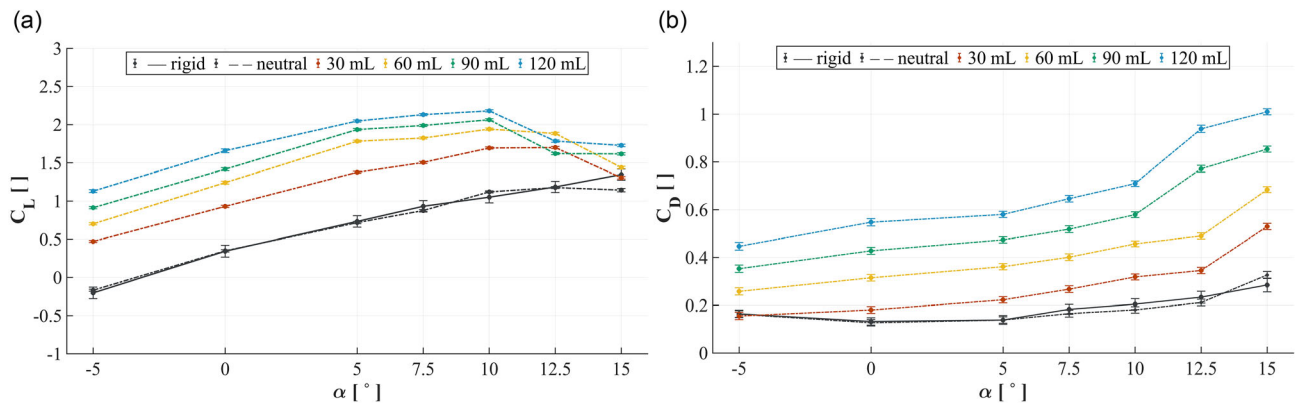 (a)
3
2.5
2
1.5
1
0.5
0
-0.5
-1
C_L [ ]
rigid neutral 30 mL 60 mL 90 mL 120 mL
-5 0 5 7.5 10 12.5 15
α [ ° ]
(b)
1.2
1
0.8
0.6
0.4
0.2
0
C_D [ ]
rigid neutral 30 mL 60 mL 90 mL 120 mL
-5 0 5 7.5 10 12.5 15
α [ ° ]